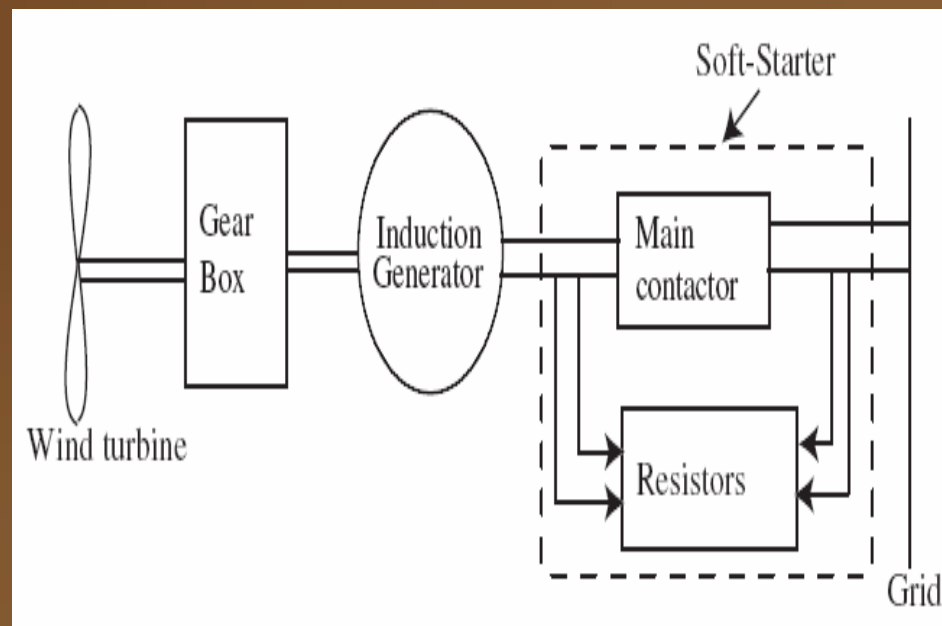 Soft-Starter
Gear
Box
Induction
Generator
Main
contactor
Wind turbine
Resistors
Grid